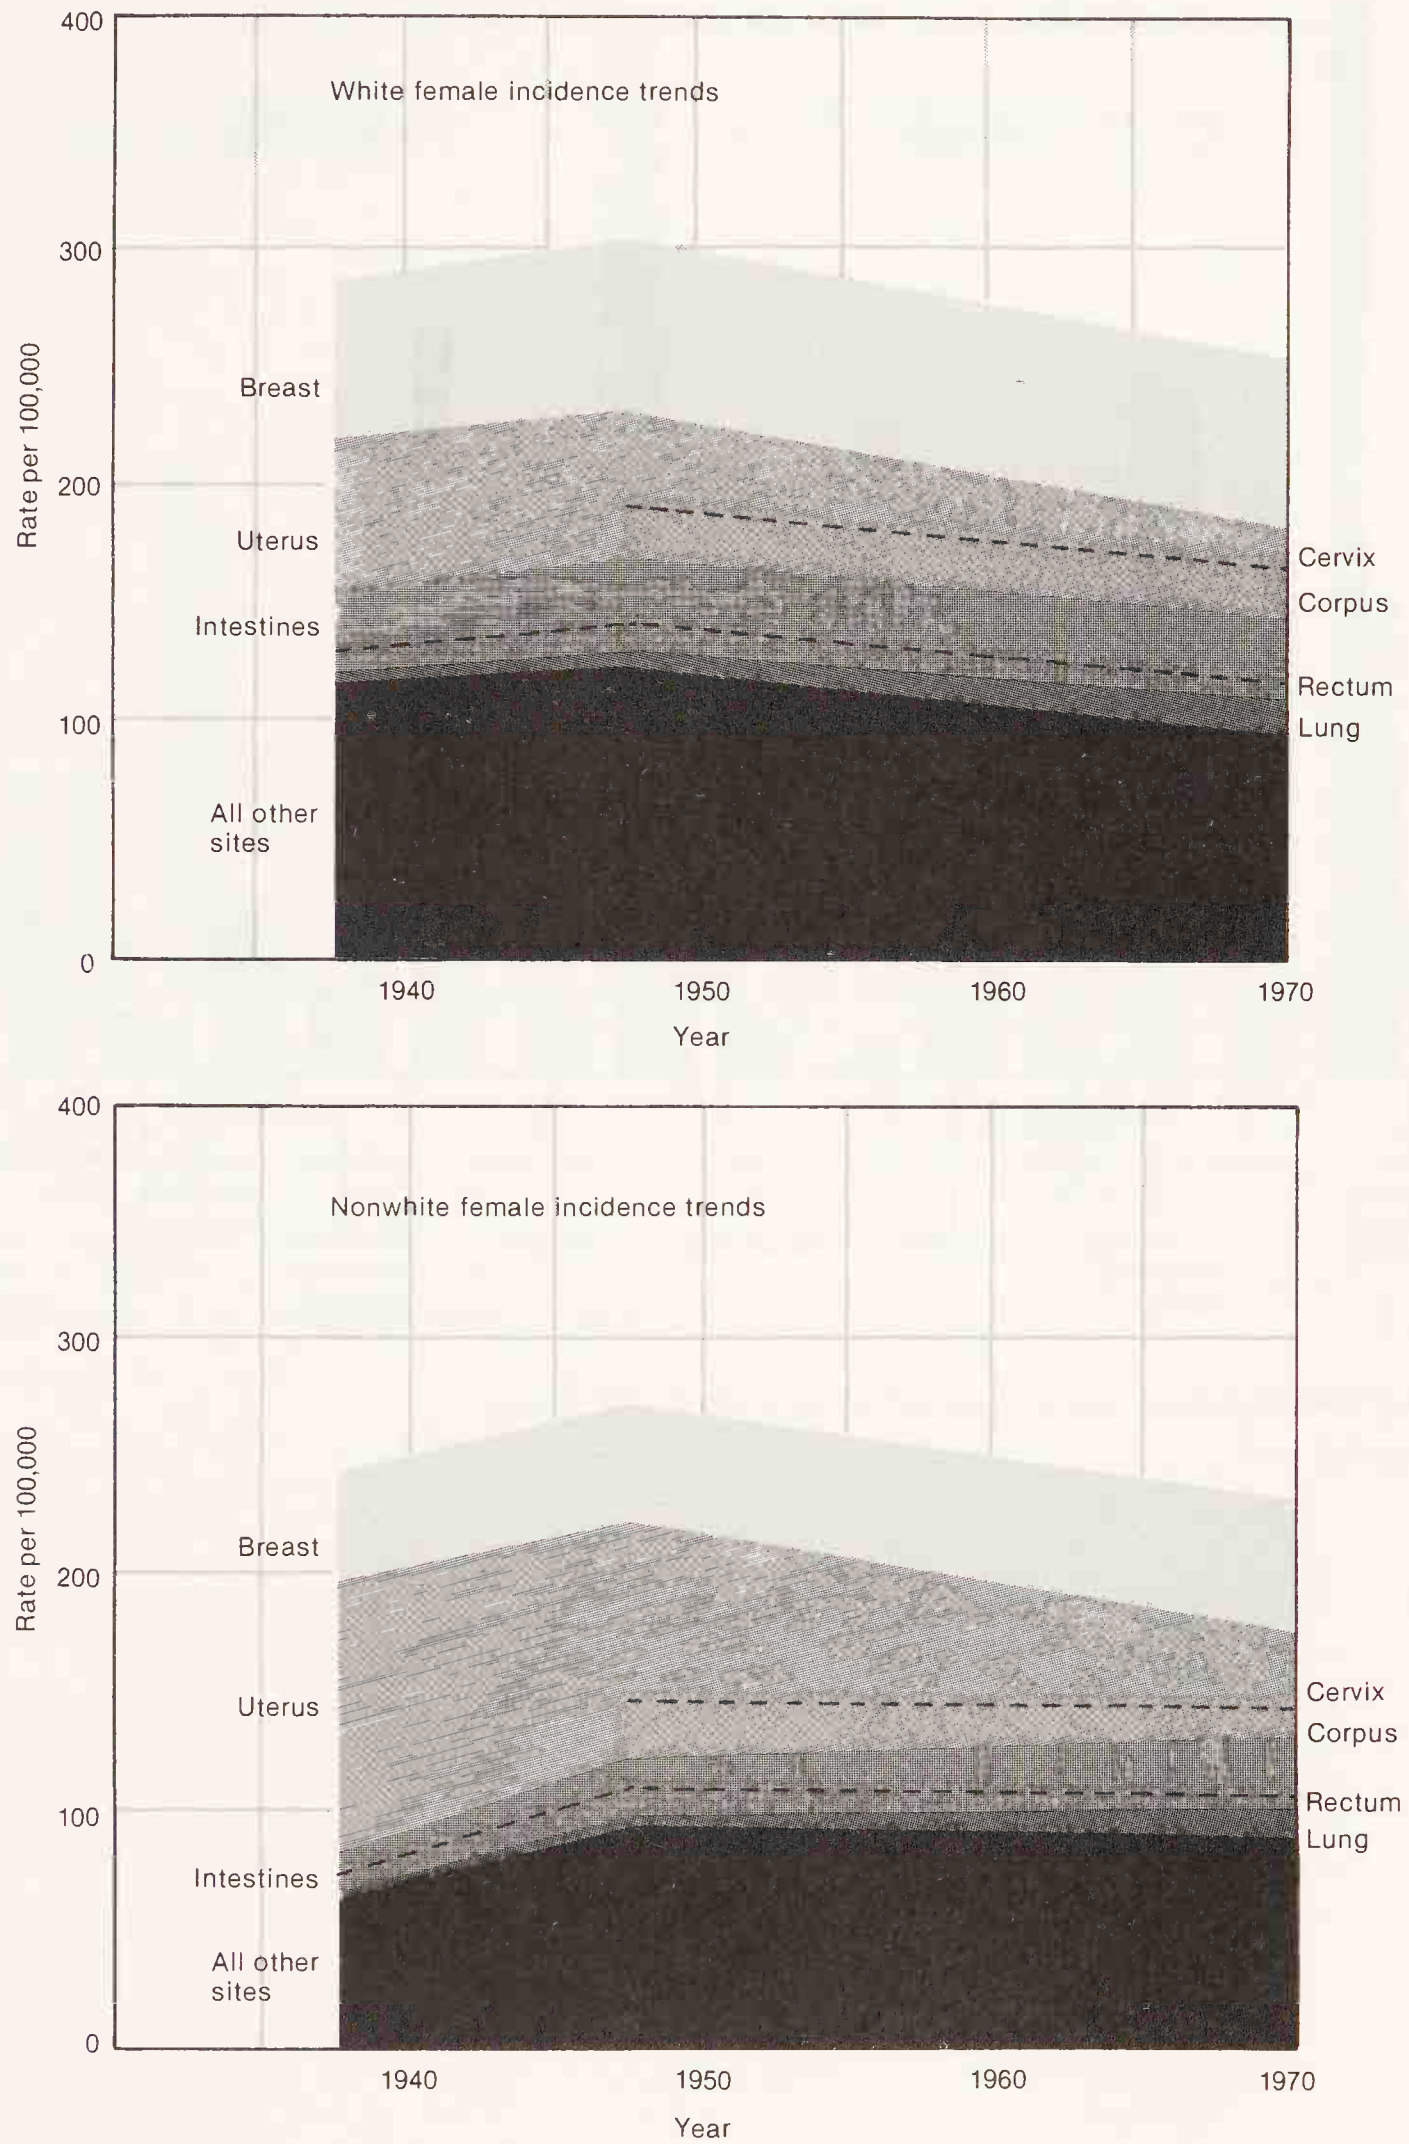 400
White female incidence trends
300
Breast
200
Uterus
Cervix
Corpus
Intestines
Rectum
Lung
100
All other
sites
0
Rate per 100,000
1940
1950
1960
1970
Year
400
Nonwhite female incidence trends
300
Breast
200
Uterus
Cervix
Corpus
100
Rectum
Lung
Intestines
All other
sites
0
Rate per 100,000
1940
1950
1960
1970
Year